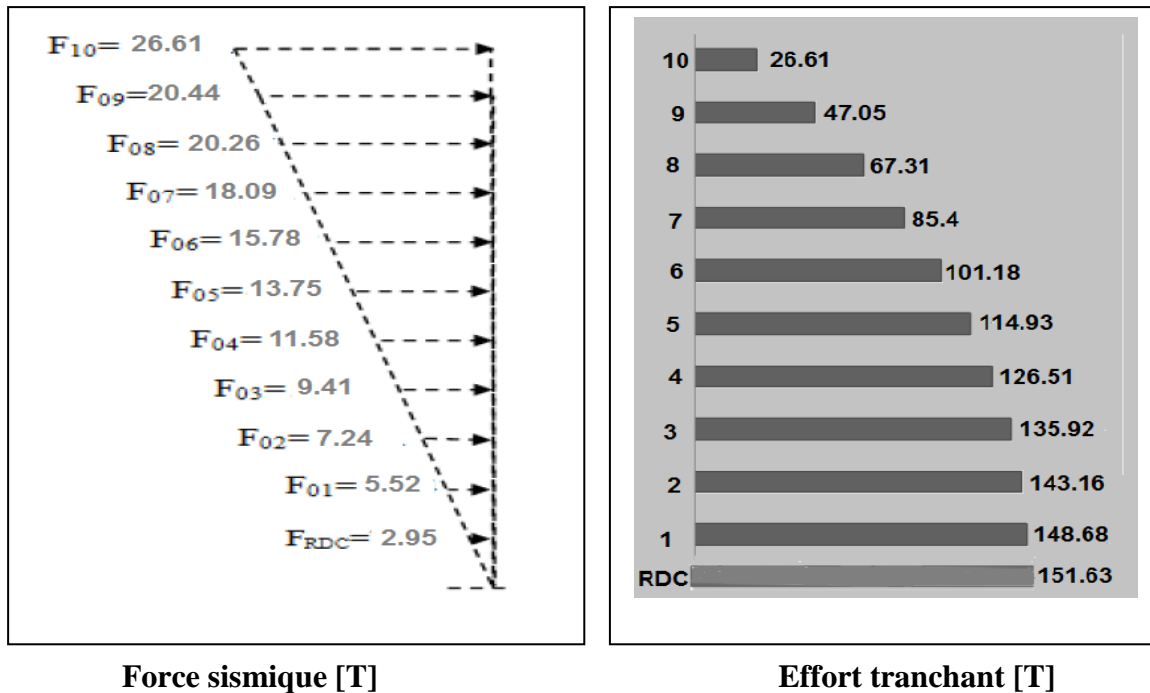 F10= 26.61
F09=20.44
F08= 20.26
F07= 18.09
F06= 15.78
F05= 13.75
F04= 11.58
F03= 9.41
F02= 7.24
F01= 5.52
FRDC= 2.95
Force sismique [T]
10 26.61
9 47.05
8 67.31
7 85.4
6 101.18
5 114.93
4 126.51
3 135.92
2 143.16
1 148.68
RDC 151.63
Effort tranchant [T]